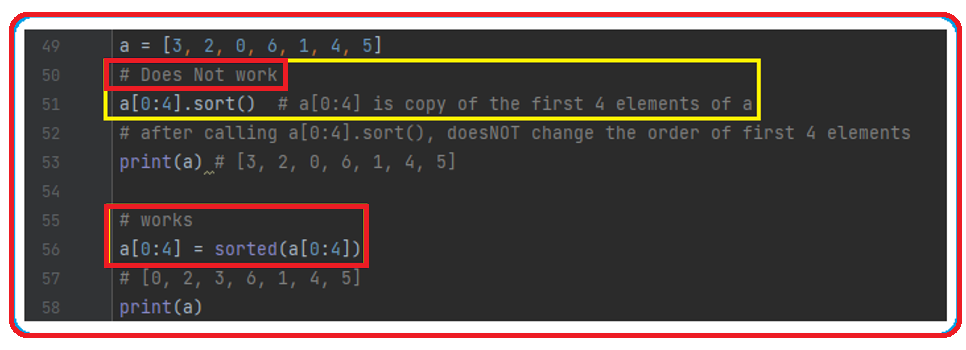 49 a = [3, 2, 0, 6, 1, 4, 5]
50 # Does Not work
51 a[0:4].sort()  # a[0:4] is copy of the first 4 elements of a
52 # after calling a[0:4].sort(), doesNOT change the order of first 4 elements
53 print(a) # [3, 2, 0, 6, 1, 4, 5]
54
55 # works
56 a[0:4] = sorted(a[0:4])
57 # [0, 2, 3, 6, 1, 4, 5]
58 print(a)